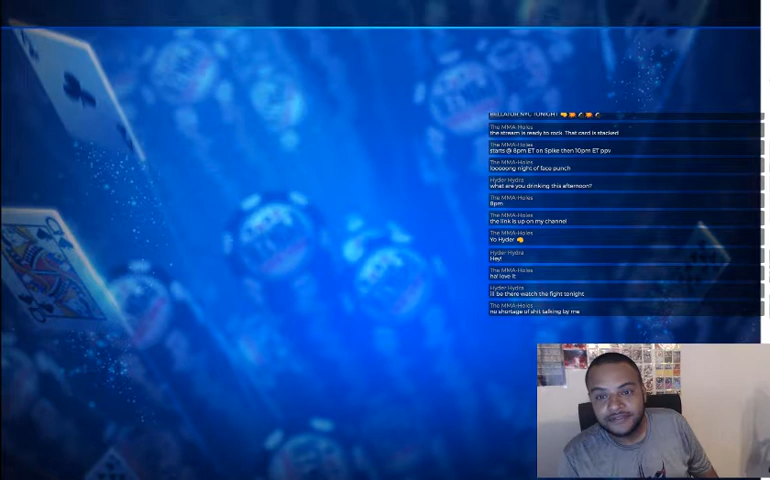 BELLATOR NYC TONIGHT
The MMA-Holes
the stream is ready to rock. That card is stacked
The MMA-Holes
starts @ 6pm ET on Spike then 10pm ET ppv
The MMA-Holes
looooong night of face punch
Hyder Hydra
what are you drinking this afternoon?
The MMA-Holes
8pm
The MMA-Holes
the link is up on my channel
The MMA-Holes
Yo Hyder
Hyder Hydra
Hey!
The MMA-Holes
ha! love it
Hyder Hydra
Ill be there watch the fight tonight
The MMA-Holes
no shortage of shit talking by me